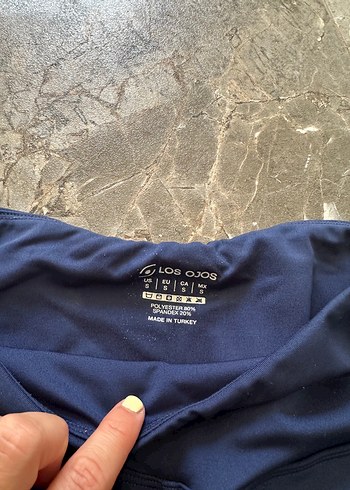 LOS OJOS
US | EU | CA | MX
S | S | S | S
POLYESTER 80%
SPANDEX 20%
MADE IN TURKEY